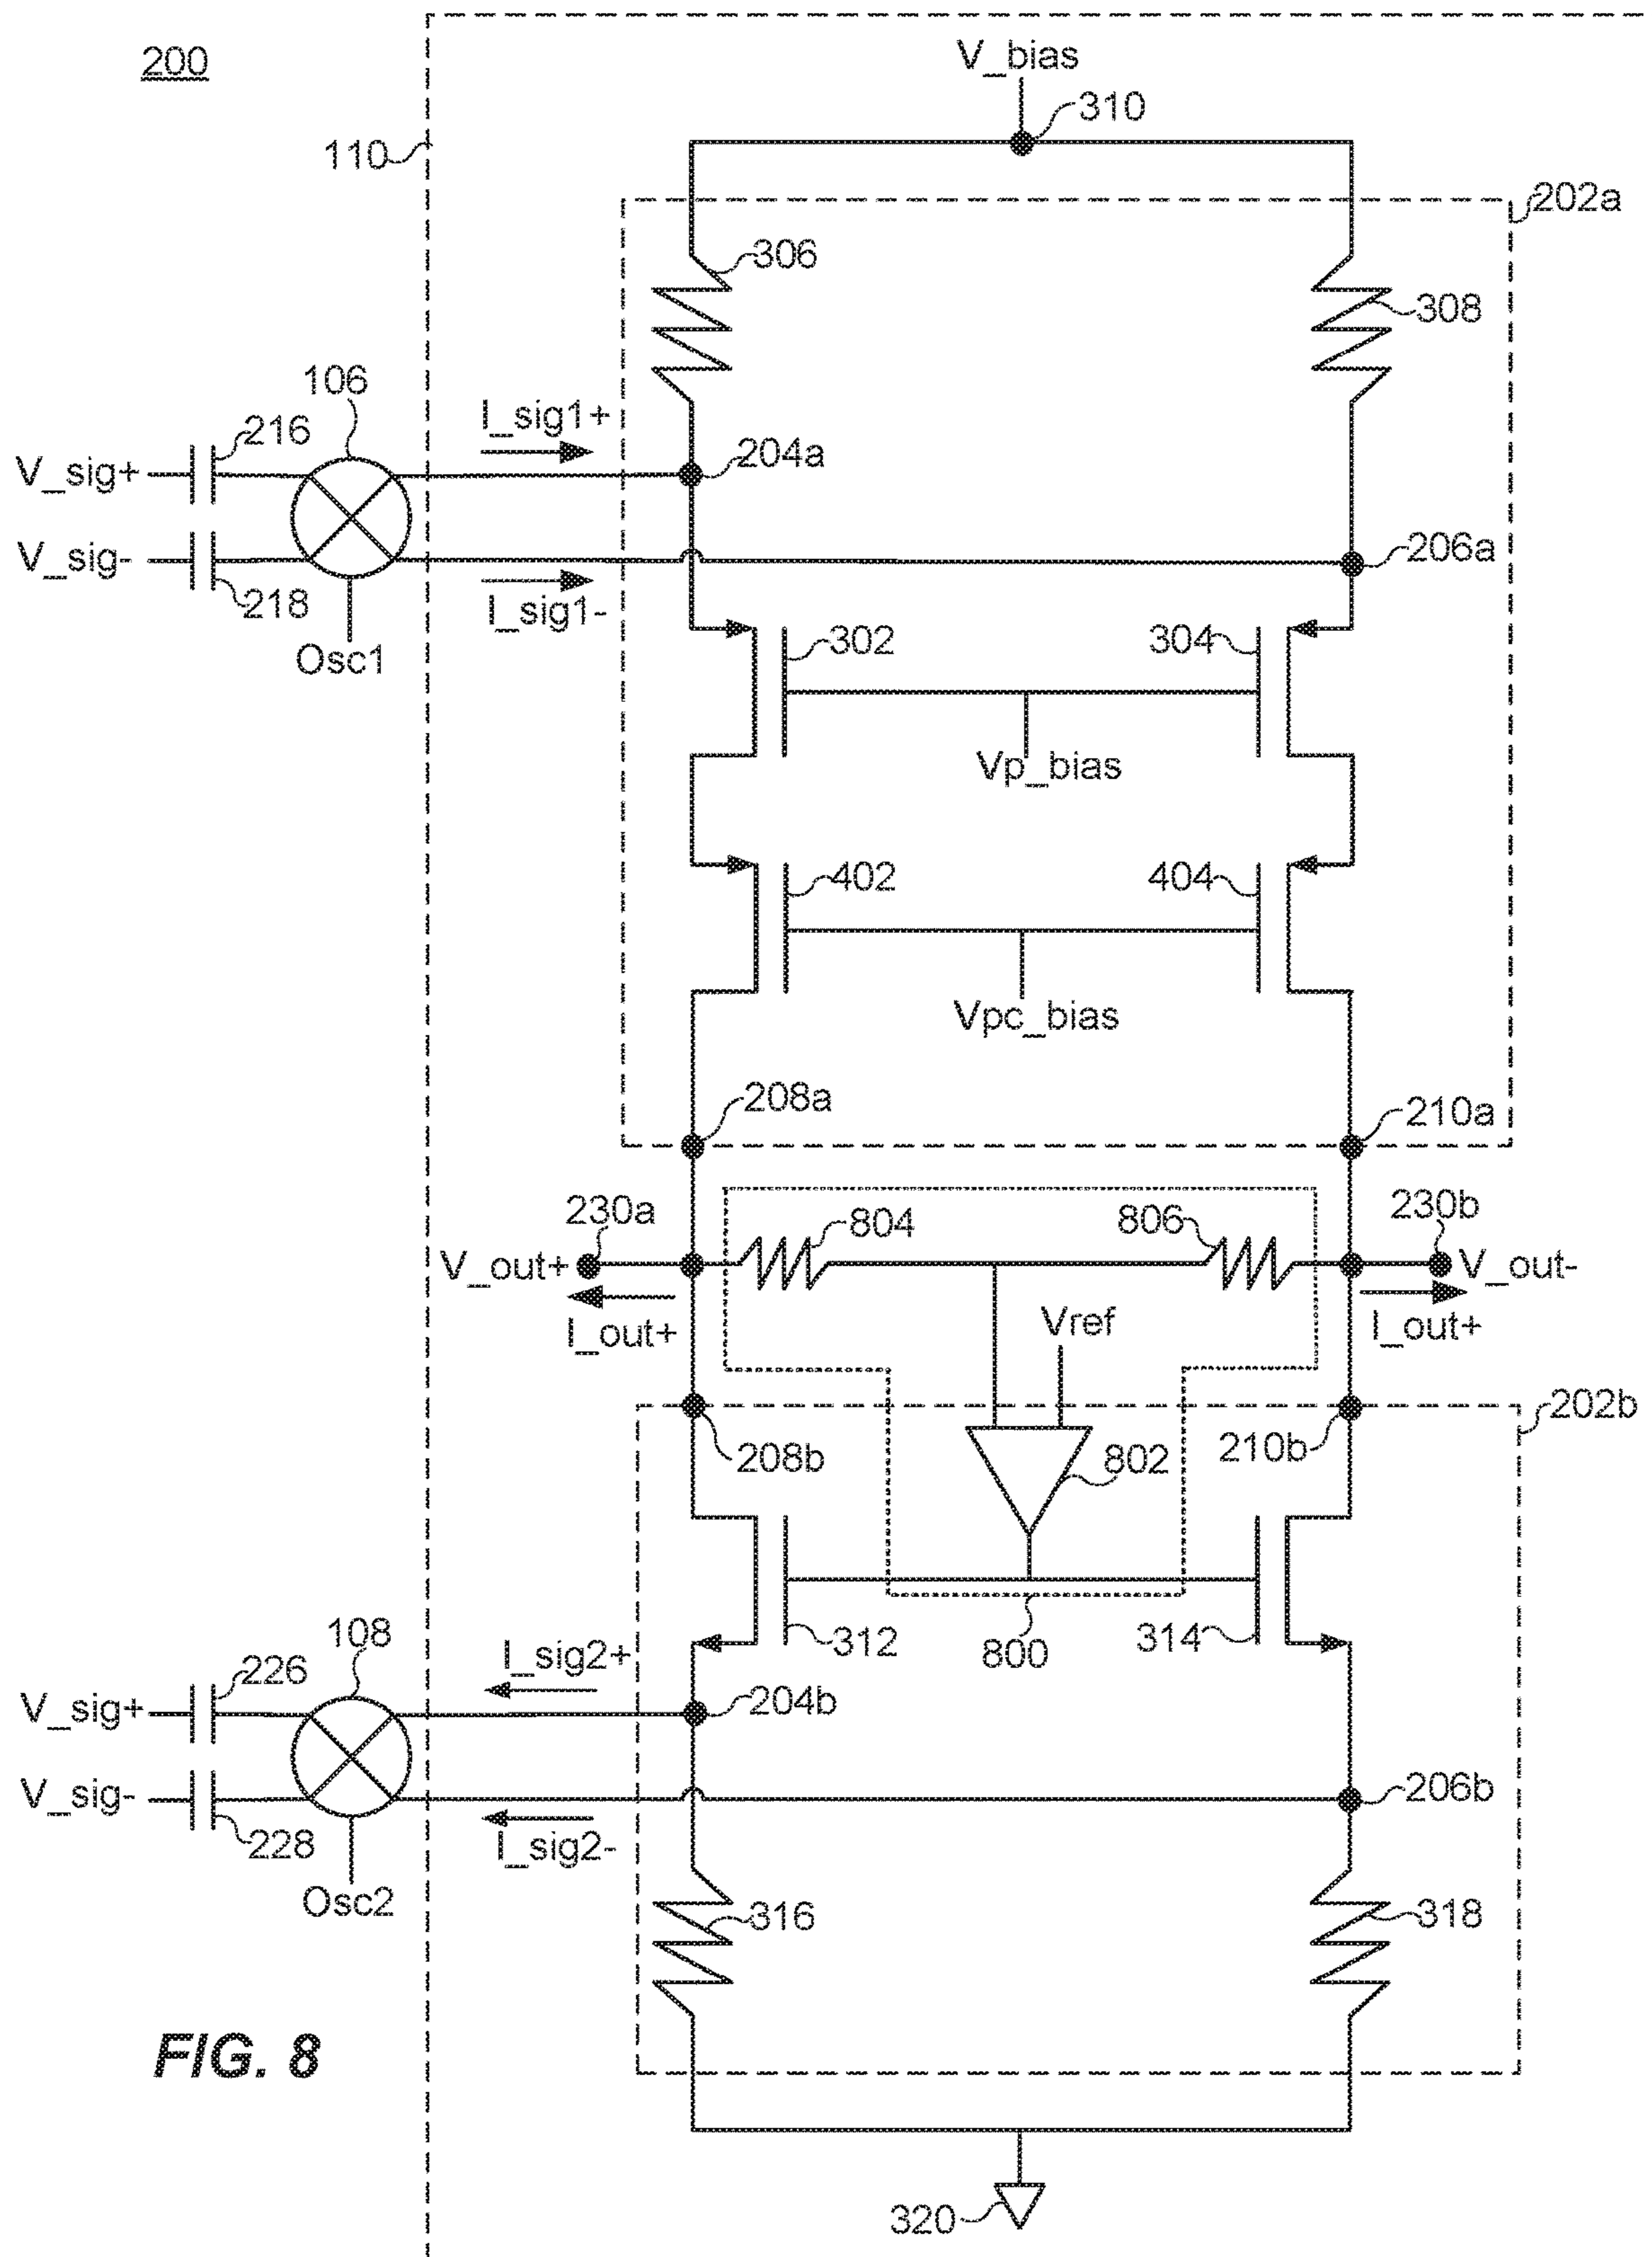 200
V_bias
310
110
202a
306
308
106
I_sig1+
216
V_sig+
204a
V_sig-
206a
218
I_sig1-
Osc1
302
304
Vp_bias
402
404
Vpc_bias
208a
210a
230a
804
806
230b
V_out+
V_out-
Vref
I_out+
I_out+
202b
208b
802
210b
108
312
314
800
I_sig2+
226
V_sig+
204b
V_sig-
206b
228
I_sig2-
Osc2
316
318
FIG. 8
320